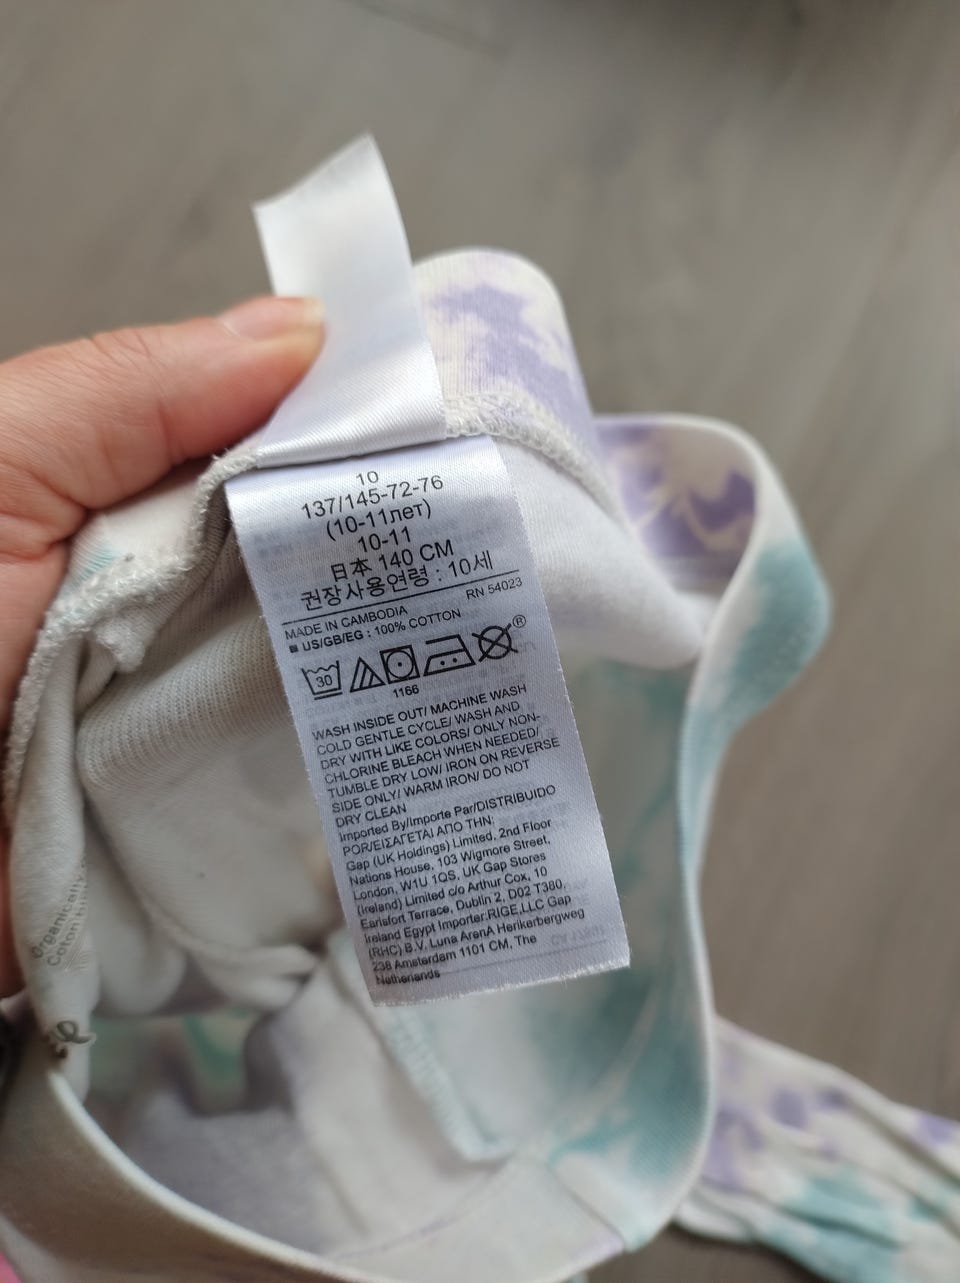 10
137/145-72-76
(10-11лет)
10-11
日本 140 CM
권장사용연령 : 10세
RN 54023
MADE IN CAMBODIA
■ US/GB/EG : 100% COTTON
30
®
1166
WASH INSIDE OUT/ MACHINE WASH
COLD GENTLE CYCLE/ WASH AND
DRY WITH LIKE COLORS/ ONLY NON-
CHLORINE BLEACH WHEN NEEDED/
TUMBLE DRY LOW/ IRON ON REVERSE
SIDE ONLY/ WARM IRON/ DO NOT
DRY CLEAN
Imported By/Importe Par/DISTRIBUIDO
POR/ΕΙΣΑΓΕΤΑΙ ΑΠΟ ΤΗΝ:
Gap (UK Holdings) Limited, 2nd Floor
Nations House, 103 Wigmore Street,
London, W1U 1QS, UK Gap Stores
(Ireland) Limited c/o Arthur Cox, 10
Earlsfort Terrace, Dublin 2, D02 T380,
Ireland Egypt Importer:RIGE,LLC Gap
(RHC) B.V. Luna ArenA Herikerbergweg
238 Amsterdam 1101 CM, The
Netherlands
Organically
Cotton